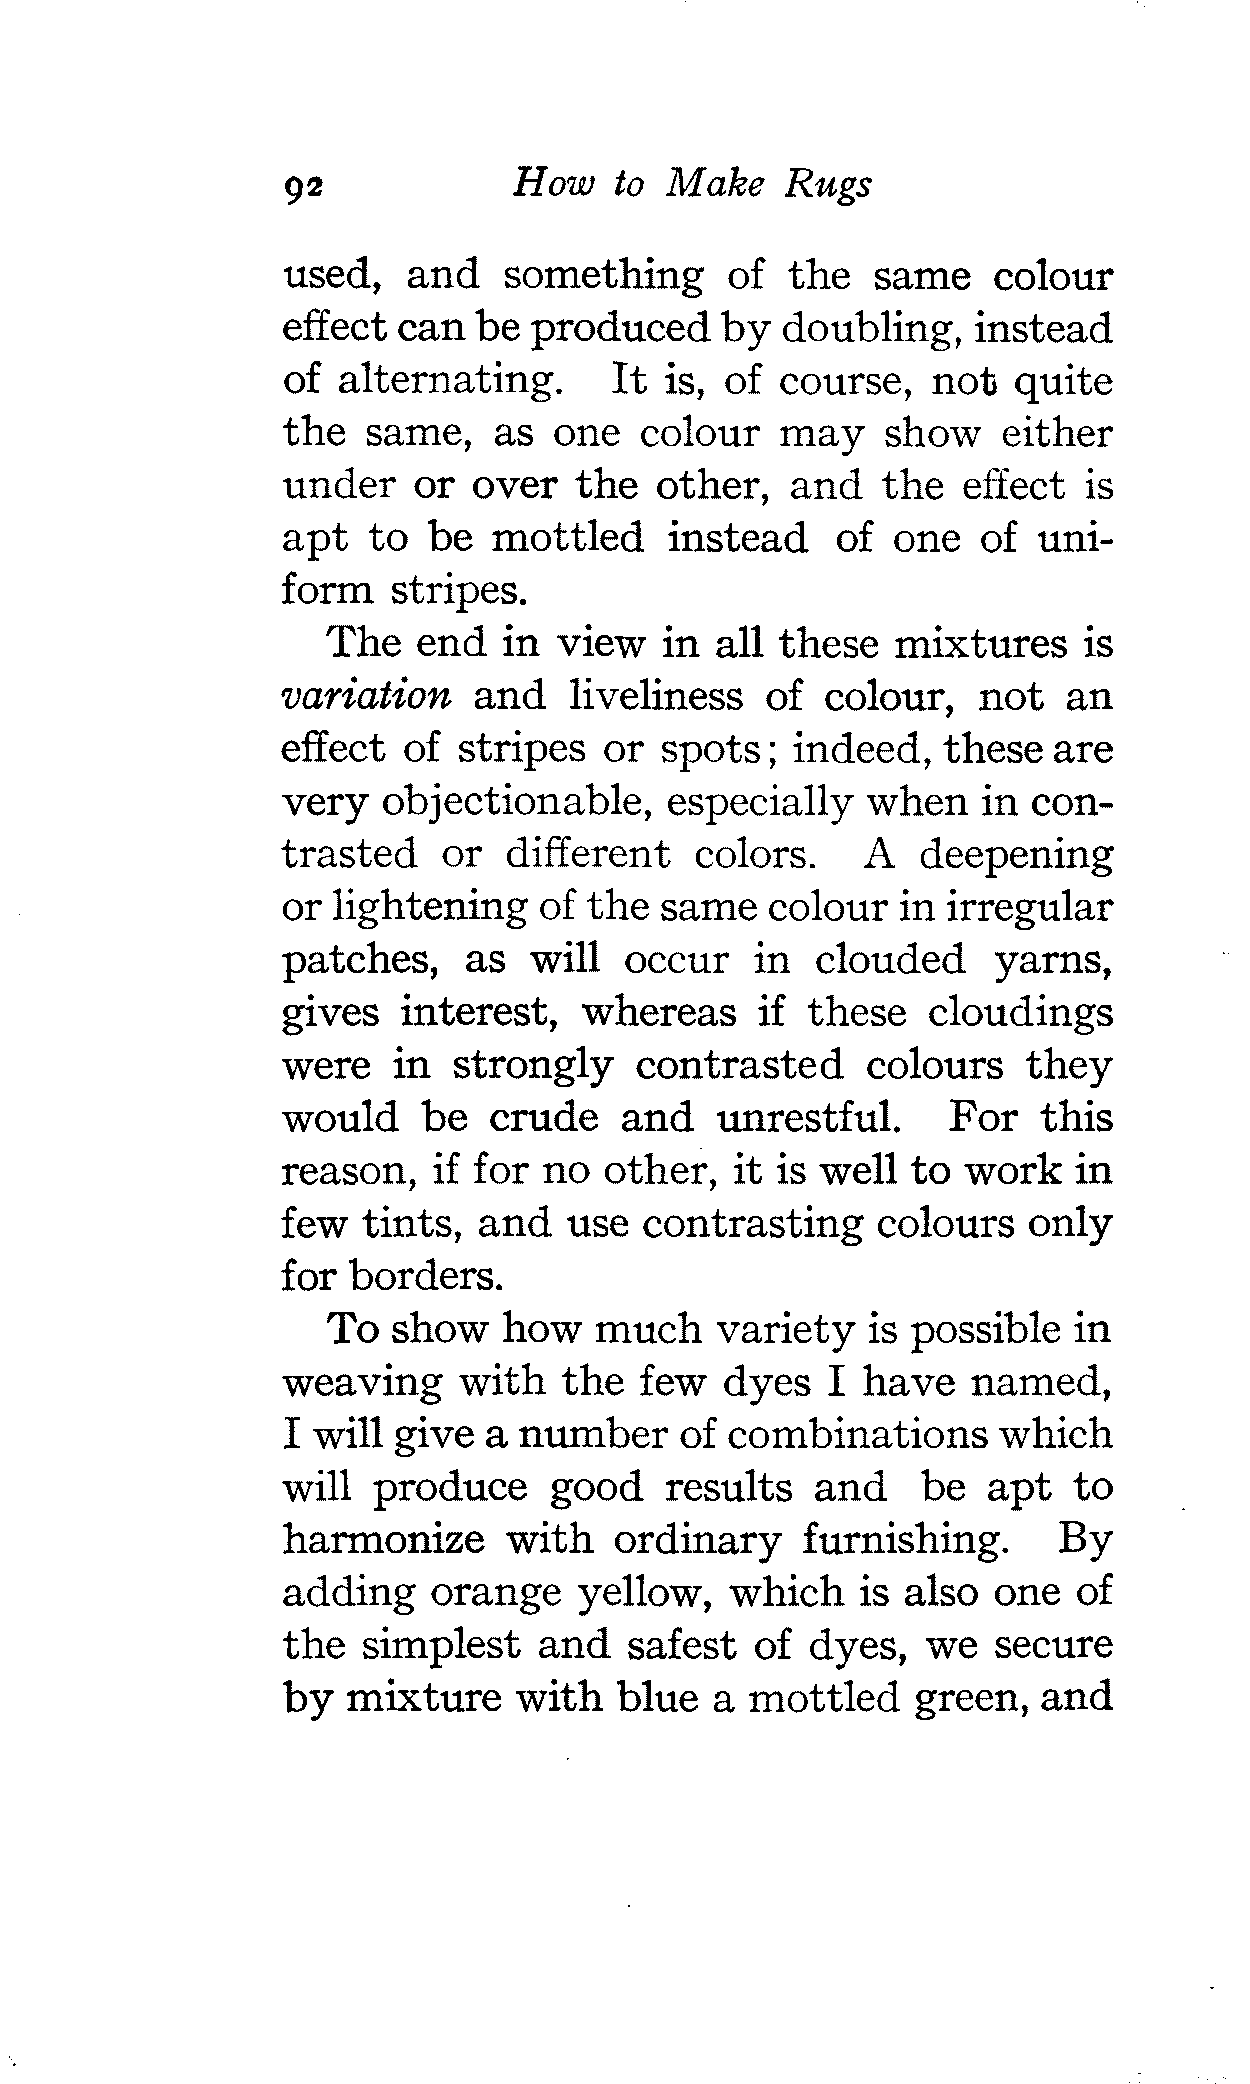 92 How to Make Rugs
used, and something of the same colour
effect can be produced by doubling, instead
of alternating. It is, of course, not quite
the same, as one colour may show either
under or over the other, and the effect is
apt to be mottled instead of one of uni-
form stripes.
The end in view in all these mixtures is
variation and liveliness of colour, not an
effect of stripes or spots; indeed, these are
very objectionable, especially when in con-
trasted or different colors. A deepening
or lightening of the same colour in irregular
patches, as will occur in clouded yarns,
gives interest, whereas if these cloudings
were in strongly contrasted colours they
would be crude and unrestful. For this
reason, if for no other, it is well to work in
few tints, and use contrasting colours only
for borders.
To show how much variety is possible in
weaving with the few dyes I have named,
I will give a number of combinations which
will produce good results and be apt to
harmonize with ordinary furnishing. By
adding orange yellow, which is also one of
the simplest and safest of dyes, we secure
by mixture with blue a mottled green, and